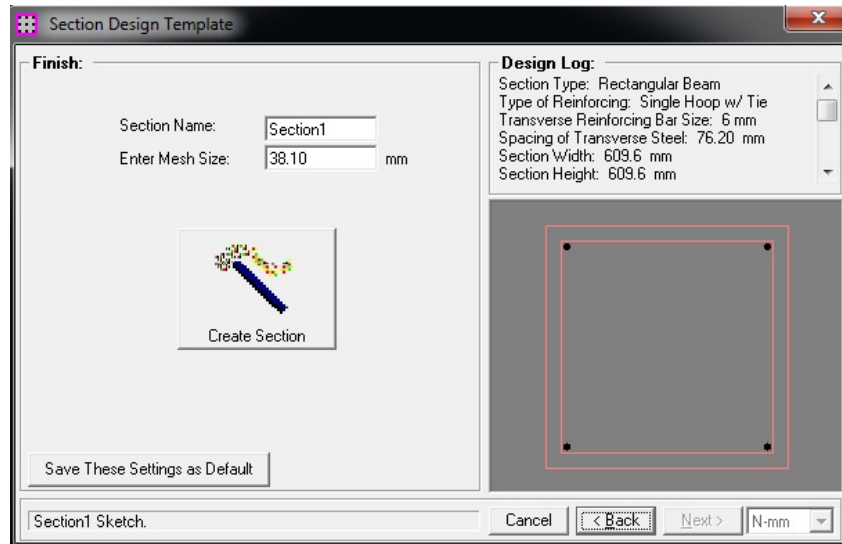 Section Design Template
Finish:
Section Name: Section1
Enter Mesh Size: 38.10 mm
Create Section
Save These Settings as Default
Design Log:
Section Type: Rectangular Beam
Type of Reinforcing: Single Hoop w/ Tie
Transverse Reinforcing Bar Size: 6 mm
Spacing of Transverse Steel: 76.20 mm
Section Width: 609.6 mm
Section Height: 609.6 mm
Section1 Sketch.
Cancel < Back Next > N-mm